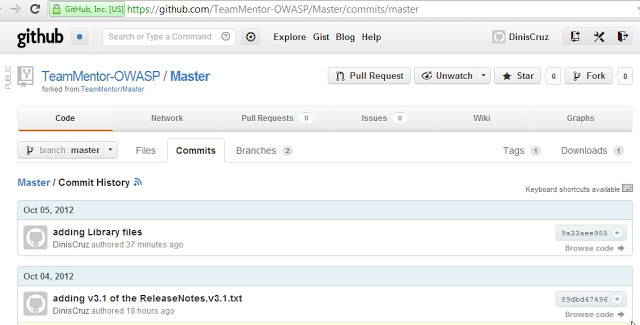 GitHub, Inc. [US] https://github.com/TeamMentor-OWASP/Master/commits/master
github Search or Type a Command Explore Gist Blog Help DinisCruz
PUBLIC
TeamMentor-OWASP / Master Pull Request Unwatch Star 6 Fork 8
forked from TeamMentor/Master
Code Network Pull Requests 0 Issues 0 Wiki Graphs
branch: master Files Commits Branches 2 Tags 1 Downloads 1
Master / Commit History Keyboard shortcuts available
Oct 05, 2012
adding Library files 9a33aee985
DinisCruz authored 37 minutes ago Browse code
Oct 04, 2012
adding v3.1 of the ReleaseNotes.v3.1.txt 89dbd47496
DinisCruz authored 18 hours ago Browse code